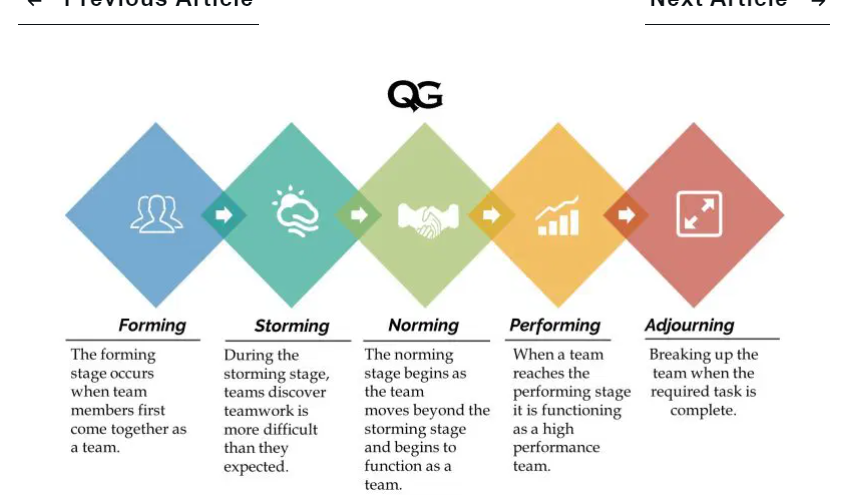 ← Previous Article
Next Article →
QG
Forming
The forming
stage occurs
when team
members first
come together as
a team.
Storming
During the
storming stage,
teams discover
teamwork is
more difficult
than they
expected.
Norming
The norming
stage begins as
the team
moves beyond the
storming stage
and begins to
function as a
team.
Performing
When a team
reaches the
performing stage
it is functioning
as a high
performance
team.
Adjourning
Breaking up the
team when the
required task is
complete.